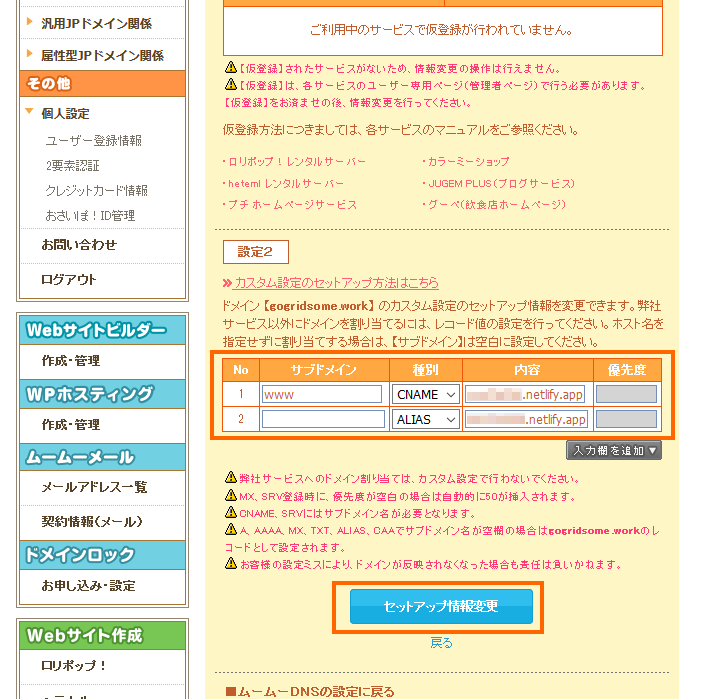 汎用JPドメイン関係
属性型JPドメイン関係
その他
個人設定
ユーザー登録情報
2要素認証
クレジットカード情報
おさいぽ！ID管理
お問い合わせ
ログアウト
Webサイトビルダー
作成・管理
WPホスティング
作成・管理
ムームーメール
メールアドレス一覧
契約情報(メール)
ドメインロック
お申し込み・設定
Webサイト作成
ロリポップ！
ご利用中のサービスで仮登録が行われていません。
【仮登録】されたサービスがないため、情報変更の操作は行えません。
【仮登録】は、各サービスのユーザー専用ページ(管理者ページ)で行う必要があります。
【仮登録】をお済ませの後、情報変更を行ってください。
仮登録方法につきましては、各サービスのマニュアルをご参照ください。
・ロリポップ！レンタルサーバー ・カラーミーショップ
・heteml レンタルサーバー ・JUGEM PLUS(ブログサービス)
・プチ ホームページサービス ・グーペ(飲食店ホームページ)
設定2
カスタム設定のセットアップ方法はこちら
ドメイン【gogridsome.work】のカスタム設定のセットアップ情報を変更できます。弊社
サービス以外にドメインを割り当てるには、レコード値の設定を行ってください。ホスト名を
指定せずに割り当てする場合は、【サブドメイン】は空白に設定してください。
No サブドメイン 種別 内容 優先度
1 www CNAME .netlify.app
2 ALIAS .netlify.app
入力欄を追加▼
弊社サービスへのドメイン割り当ては、カスタム設定で行わないでください。
MX、SRV登録時に、優先度が空白の場合は自動的に50が挿入されます。
CNAME、SRVにはサブドメイン名が必要となります。
A、AAAA、MX、TXT、ALIAS、CAAでサブドメイン名が空欄の場合はgogridsome.workのレ
コードとして設定されます。
お客様の設定ミスにより、ドメインが反映されなくなった場合も責任は負いかねます。
セットアップ情報変更
戻る
■ムームーDNSの設定に戻る